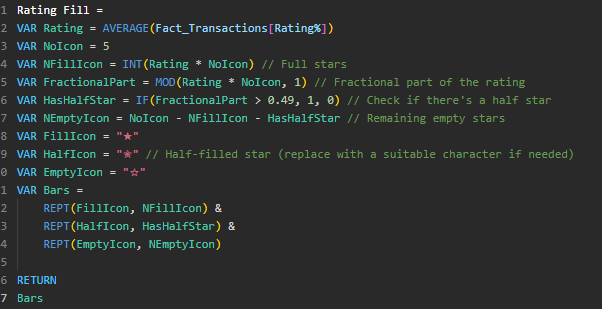 1 Rating Fill =
2 VAR Rating = AVERAGE(Fact_Transactions[Rating%])
3 VAR NoIcon = 5
4 VAR NFillIcon = INT(Rating * NoIcon) // Full stars
5 VAR FractionalPart = MOD(Rating * NoIcon, 1) // Fractional part of the rating
6 VAR HasHalfStar = IF(FractionalPart > 0.49, 1, 0) // Check if there's a half star
7 VAR NEmptyIcon = NoIcon - NFillIcon - HasHalfStar // Remaining empty stars
8 VAR FillIcon = "★"
9 VAR HalfIcon = "✬" // Half-filled star (replace with a suitable character if needed)
0 VAR EmptyIcon = "☆"
1 VAR Bars =
2     REPT(FillIcon, NFillIcon) &
3     REPT(HalfIcon, HasHalfStar) &
4     REPT(EmptyIcon, NEmptyIcon)
5
6 RETURN
7 Bars